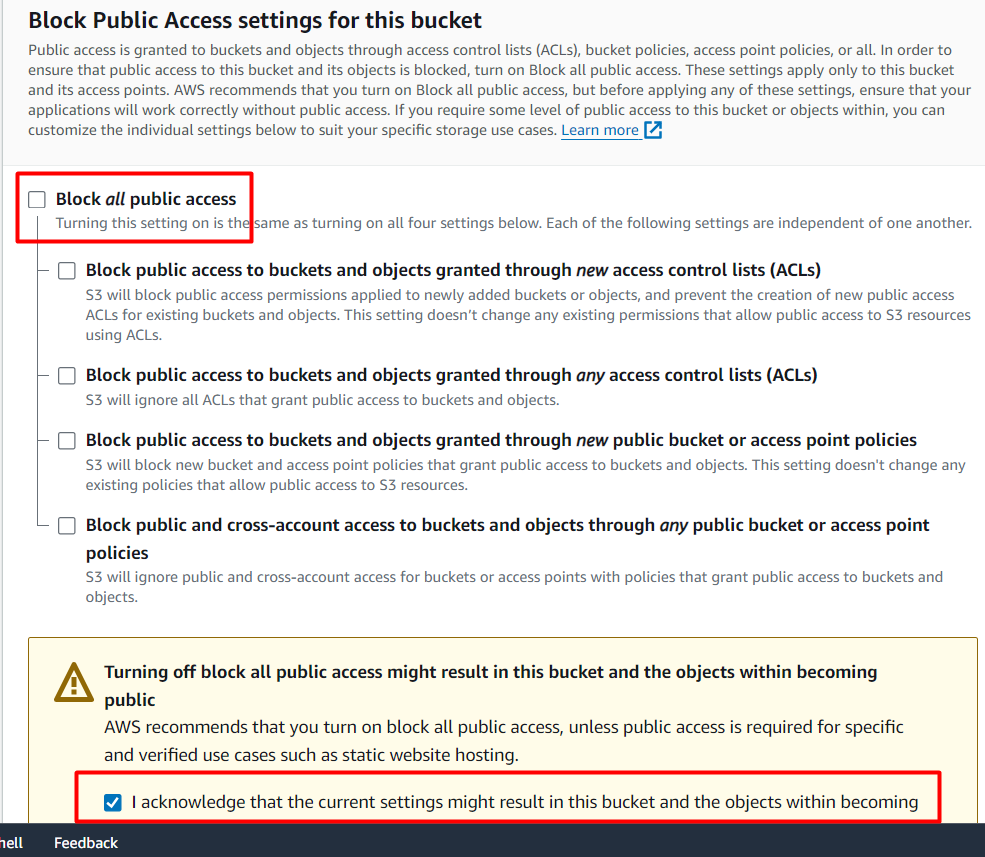 Block Public Access settings for this bucket
Public access is granted to buckets and objects through access control lists (ACLs), bucket policies, access point policies, or all. In order to
ensure that public access to this bucket and its objects is blocked, turn on Block all public access. These settings apply only to this bucket
and its access points. AWS recommends that you turn on Block all public access, but before applying any of these settings, ensure that your
applications will work correctly without public access. If you require some level of public access to this bucket or objects within, you can
customize the individual settings below to suit your specific storage use cases. Learn more
Block all public access
Turning this setting on is the same as turning on all four settings below. Each of the following settings are independent of one another.
Block public access to buckets and objects granted through new access control lists (ACLs)
S3 will block public access permissions applied to newly added buckets or objects, and prevent the creation of new public access
ACLs for existing buckets and objects. This setting doesn’t change any existing permissions that allow public access to S3 resources
using ACLs.
Block public access to buckets and objects granted through any access control lists (ACLs)
S3 will ignore all ACLs that grant public access to buckets and objects.
Block public access to buckets and objects granted through new public bucket or access point policies
S3 will block new bucket and access point policies that grant public access to buckets and objects. This setting doesn't change any
existing policies that allow public access to S3 resources.
Block public and cross-account access to buckets and objects through any public bucket or access point
policies
S3 will ignore public and cross-account access for buckets or access points with policies that grant public access to buckets and
objects.
Turning off block all public access might result in this bucket and the objects within becoming
public
AWS recommends that you turn on block all public access, unless public access is required for specific
and verified use cases such as static website hosting.
I acknowledge that the current settings might result in this bucket and the objects within becoming
hell Feedback